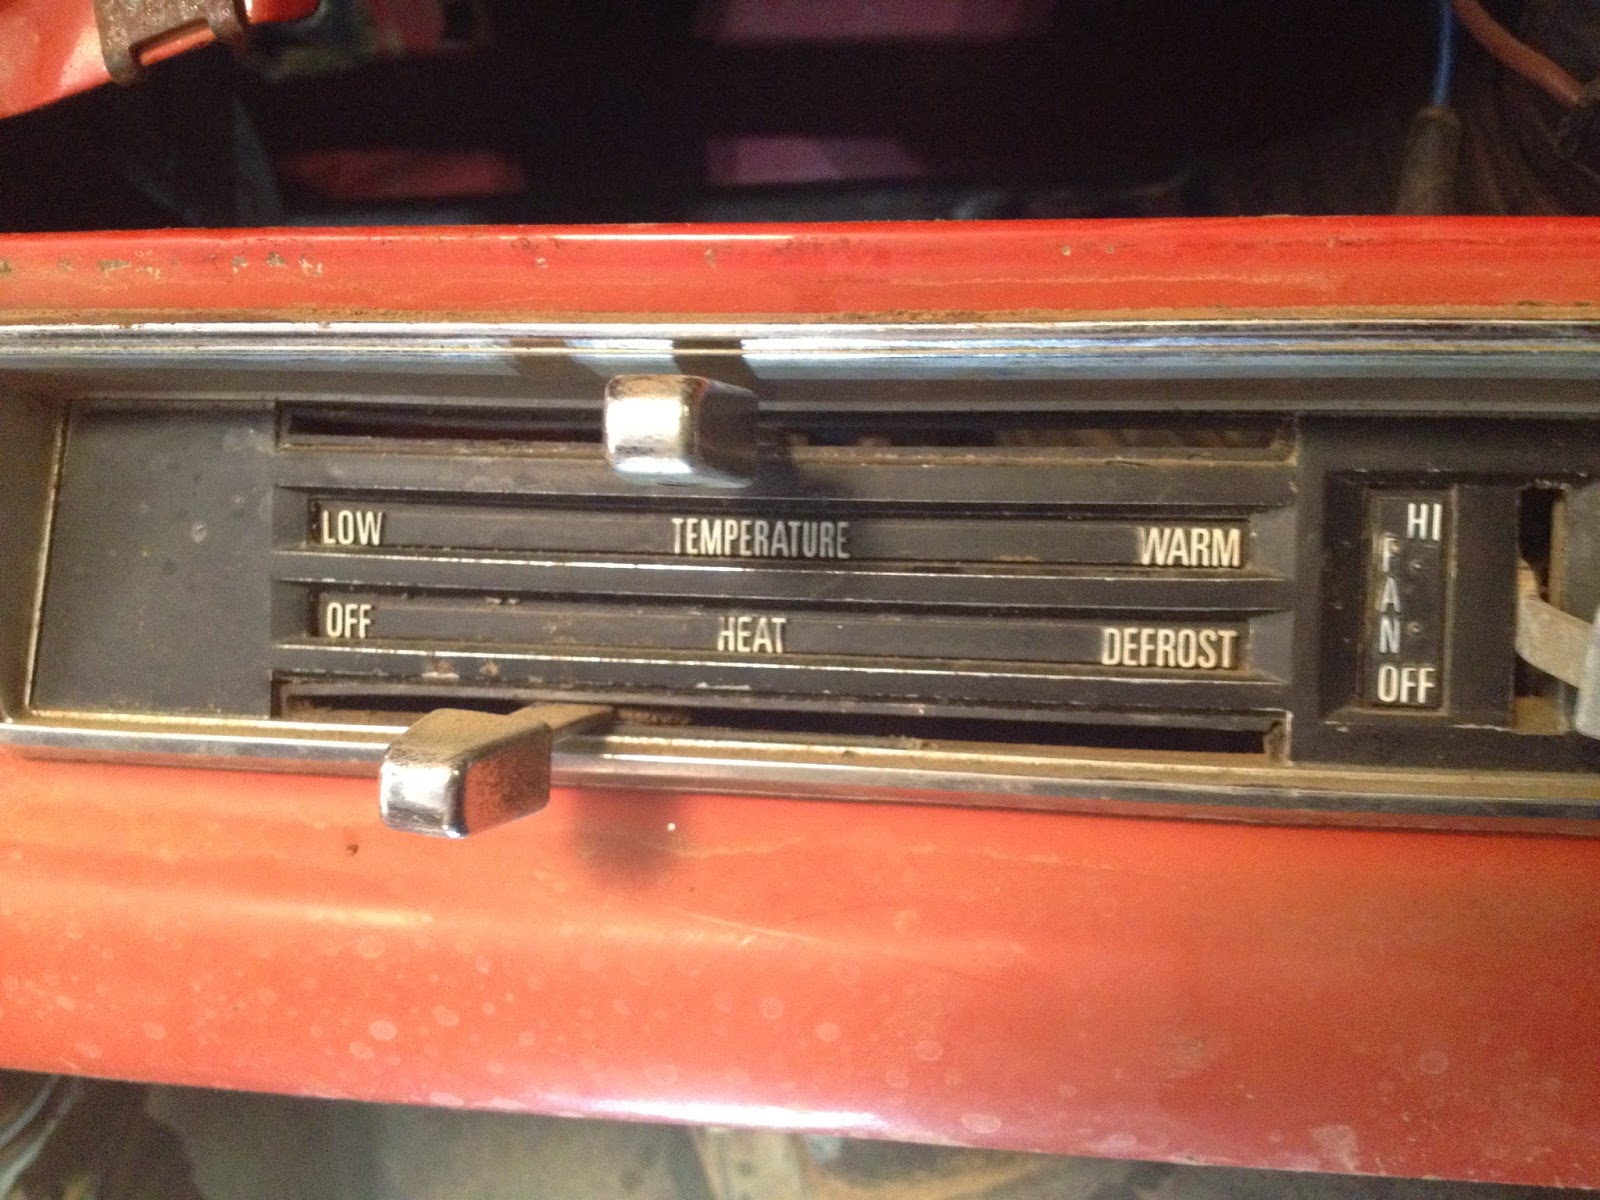 LOW TEMPERATURE WARM
OFF HEAT DEFROST
HI
FAN
OFF